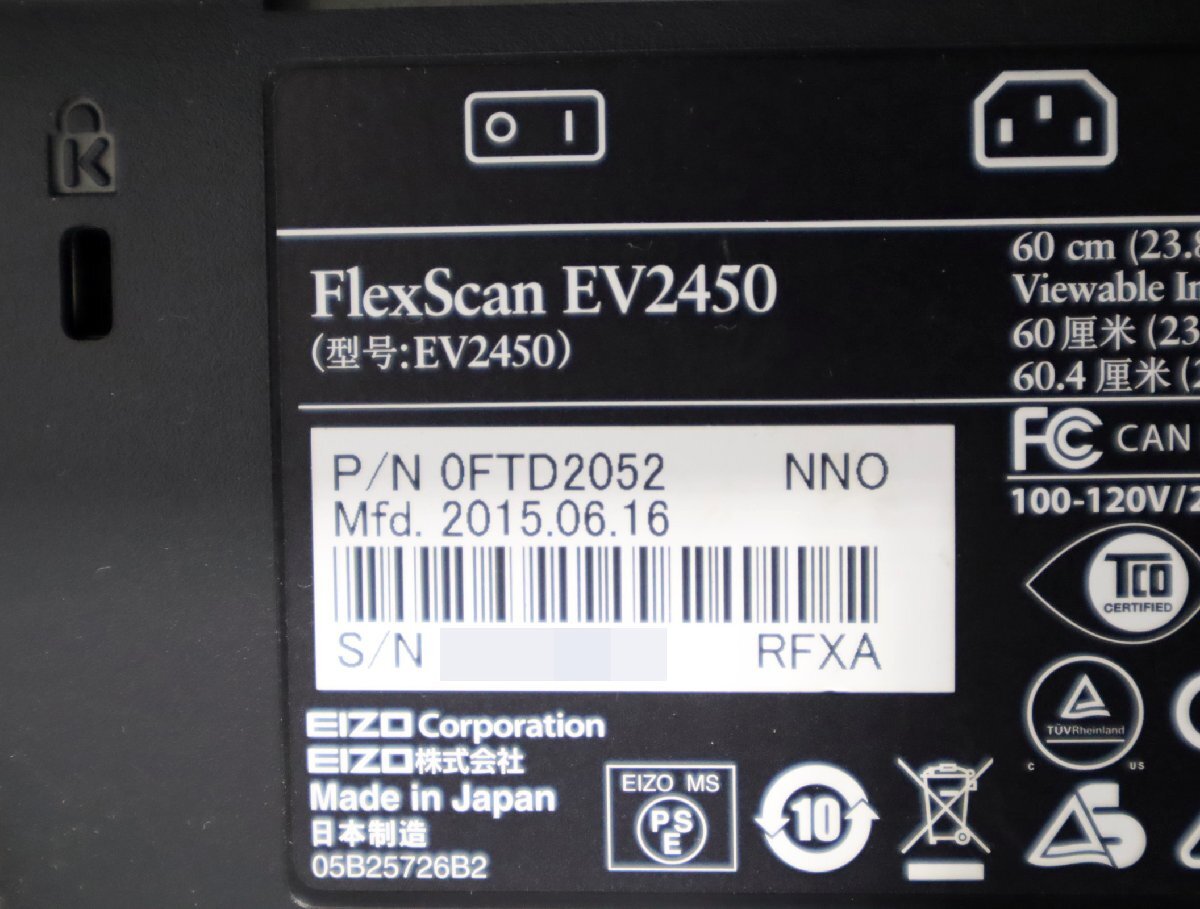 K
FlexScan EV2450
(型号:EV2450)
60 cm (23.8
Viewable
60厘米 (23
60.4 厘米
P/N 0FTD2052 NNO
Mfd. 2015.06.16
S/N RFXA
FC CAN
100-120V/2
TCO
CERTIFIED
TÜVRheinland
C US
EIZO Corporation
EIZO株式会社
Made in Japan
日本制造
05B25726B2
EIZO MS
PSE
10
S